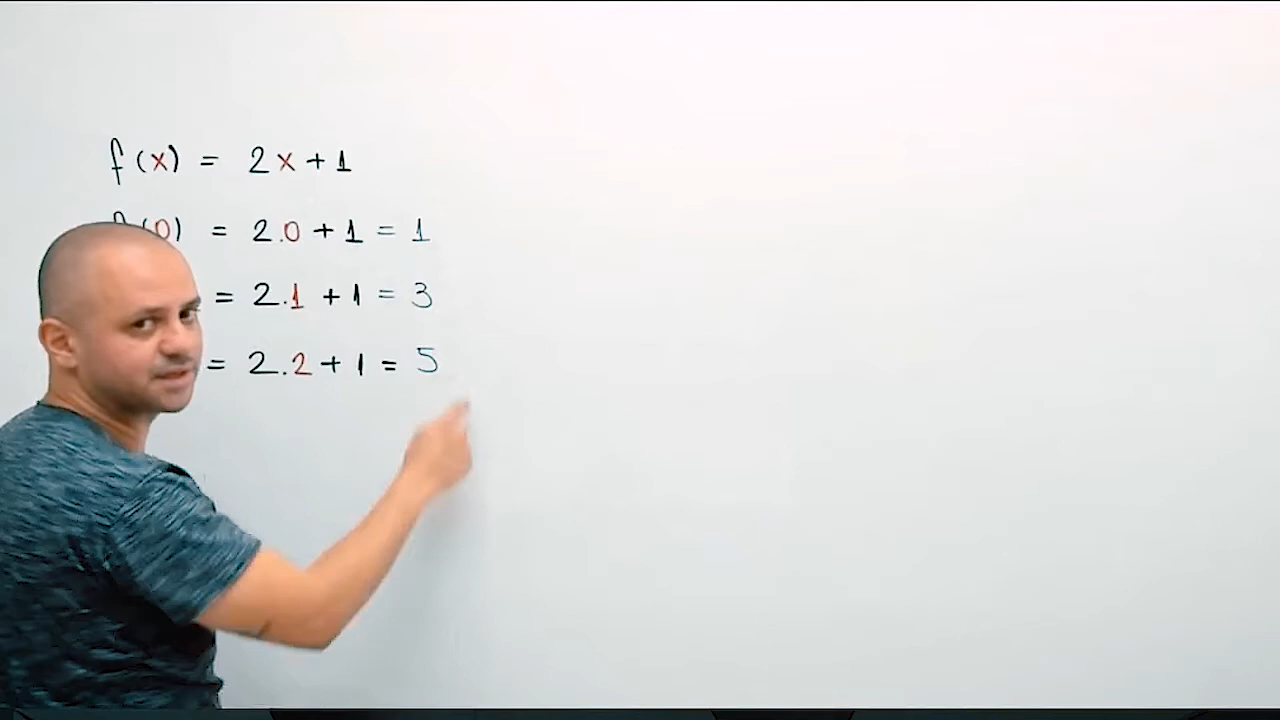 f(x) = 2x + 1
(0) = 2.0 + 1 = 1
= 2.1 + 1 = 3
= 2.2 + 1 = 5